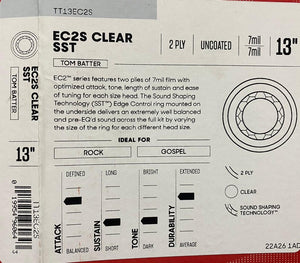 TT13EC2S
EC2S CLEAR
SST
2 PLY
UNCOATED
7mil
7mil
13"
TOM BATTER
EC2™ series features two plies of 7mil film with
optimized attack, tone, length of sustain and ease
of tuning for each size head. The Sound Shaping
Technology (SST™) Edge Control ring mounted on
the underside delivers an extremely well balanced
and pre-EQ'd sound across the full kit by varying
the size of the ring for each different head size.
IDEAL FOR
ROCK
GOSPEL
DEFINED
LONG
BRIGHT
EXTENDED
ATTACK
SUSTAIN
TONE
DURABILITY
BALANCED
SHORT
DARK
AVERAGE
2 PLY
CLEAR
SOUND SHAPING
TECHNOLOGY™
22A26 1AD
EC2S CLEAR
SST
TOM BATTER
13"
TT13EC2S